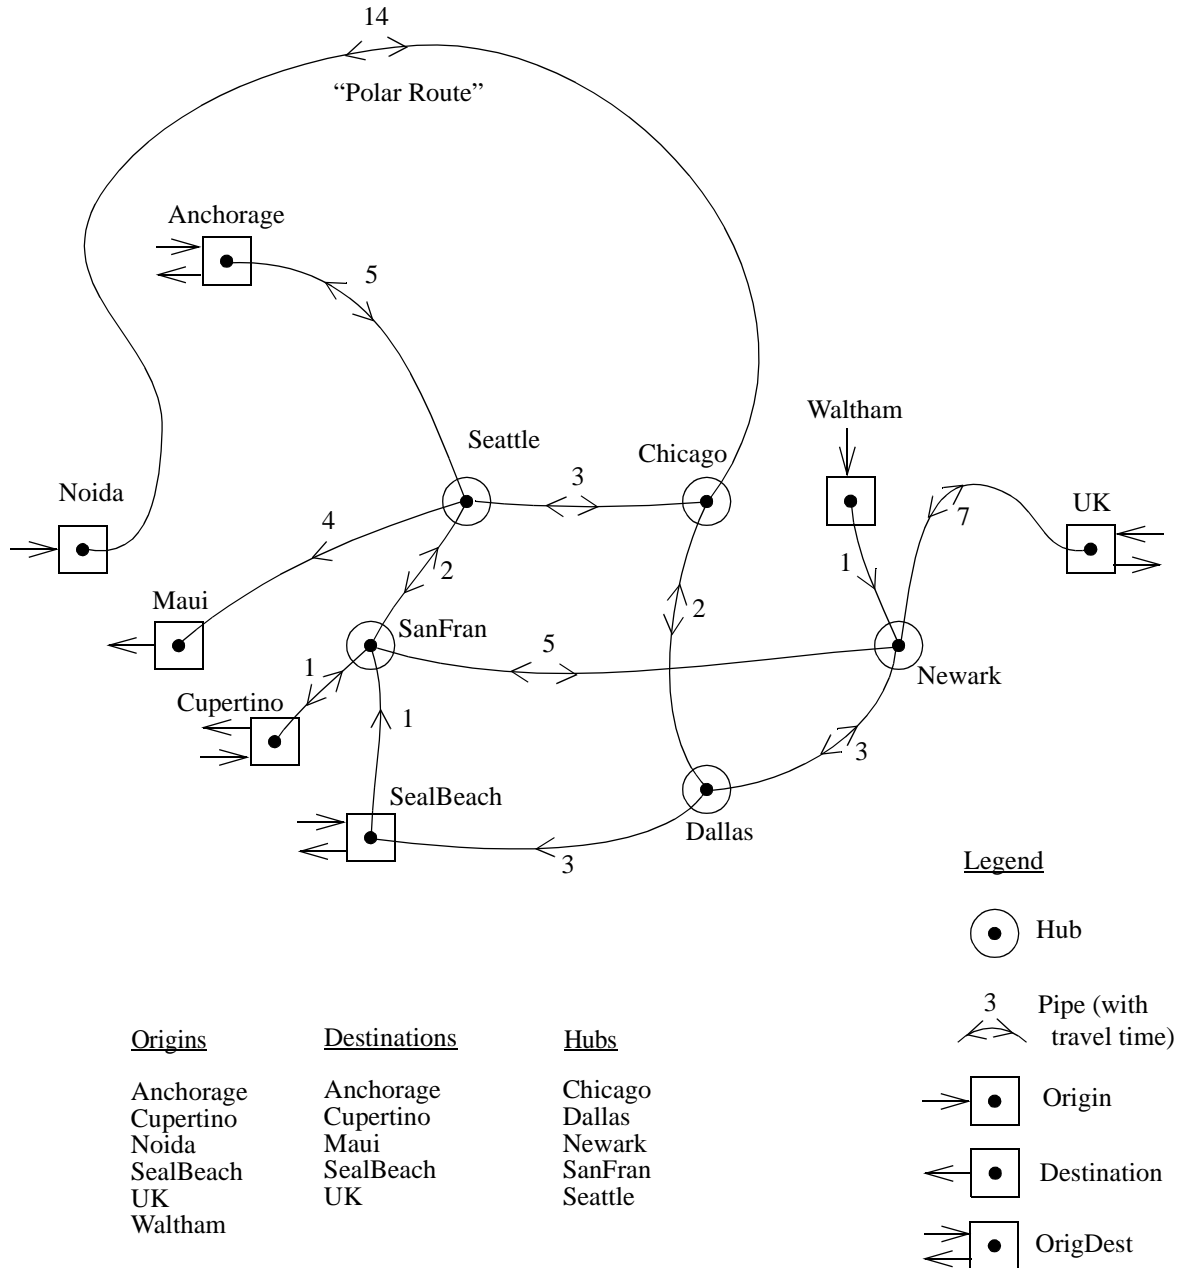 14
“Polar Route”
Anchorage
5
Waltham
Seattle
Chicago
3
Noida
UK
4
7
2
1
Maui
2
SanFran
5
1
Newark
Cupertino
1
3
SealBeach
Dallas
3
Legend
Hub
3
Pipe (with
travel time)
Origin
Destination
OrigDest
Origins
Anchorage
Cupertino
Noida
SealBeach
UK
Waltham
Destinations
Anchorage
Cupertino
Maui
SealBeach
UK
Hubs
Chicago
Dallas
Newark
SanFran
Seattle